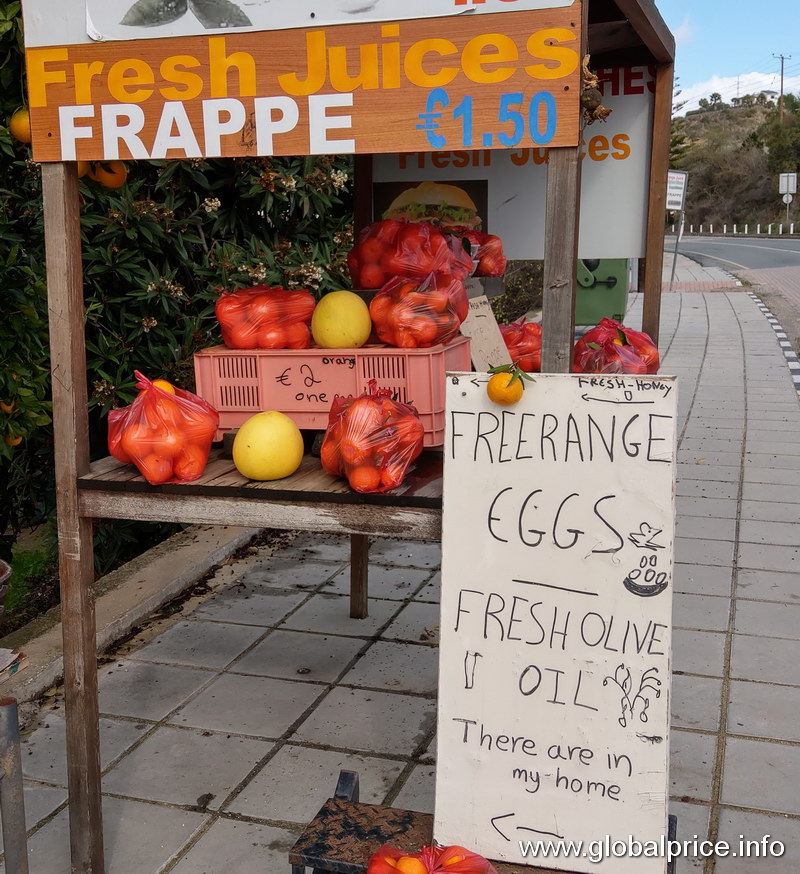 Fresh Juices
FRAPPE €1.50
Fresh Juices
orang
€ 2
one
FRESH-HONEY
FREERANGE
EGGS
FRESH OLIVE
OIL
There are in
my-home.
www.globalprice.info